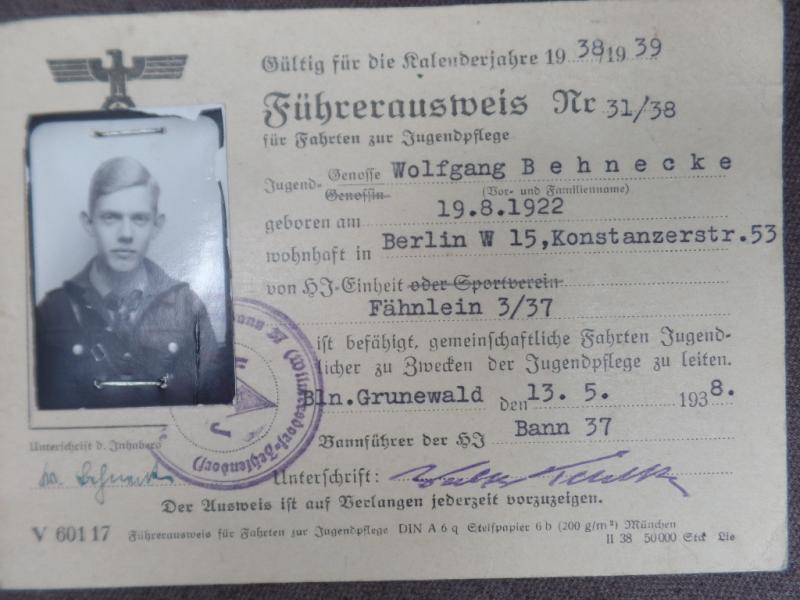 Gültig für die Kalenderjahre 1938/1939
Führerausweis Nr 31/38
für Fahrten zur Jugendpflege
Jugend-Genosse Wolfgang Behnecke
Genossin
(Vor- und Familienname)
geboren am 19.8.1922
wohnhaft in Berlin W 15,Konstanzerstr.53
von HJ-Einheit oder Sportverein
Fähnlein 3/37
ist befähigt, gemeinschaftliche Fahrten Jugend-
licher zu Zwecken der Jugendpflege zu leiten.
Bln.Grunewald den 13. 5. 1938.
Bannführer der HJ Bann 37
(Wilmersdorf-Zehlendorf)
Unterschrift d. Inhabers
W. Behnecke
Unterschrift:
Der Ausweis ist auf Verlangen jederzeit vorzuzeigen.
V 60117 Führerausweis für Fahrten zur Jugendpflege DIN A 6 q Steifpapier 6 b (200 g/m²) München
II 38 50000 Stck Lie